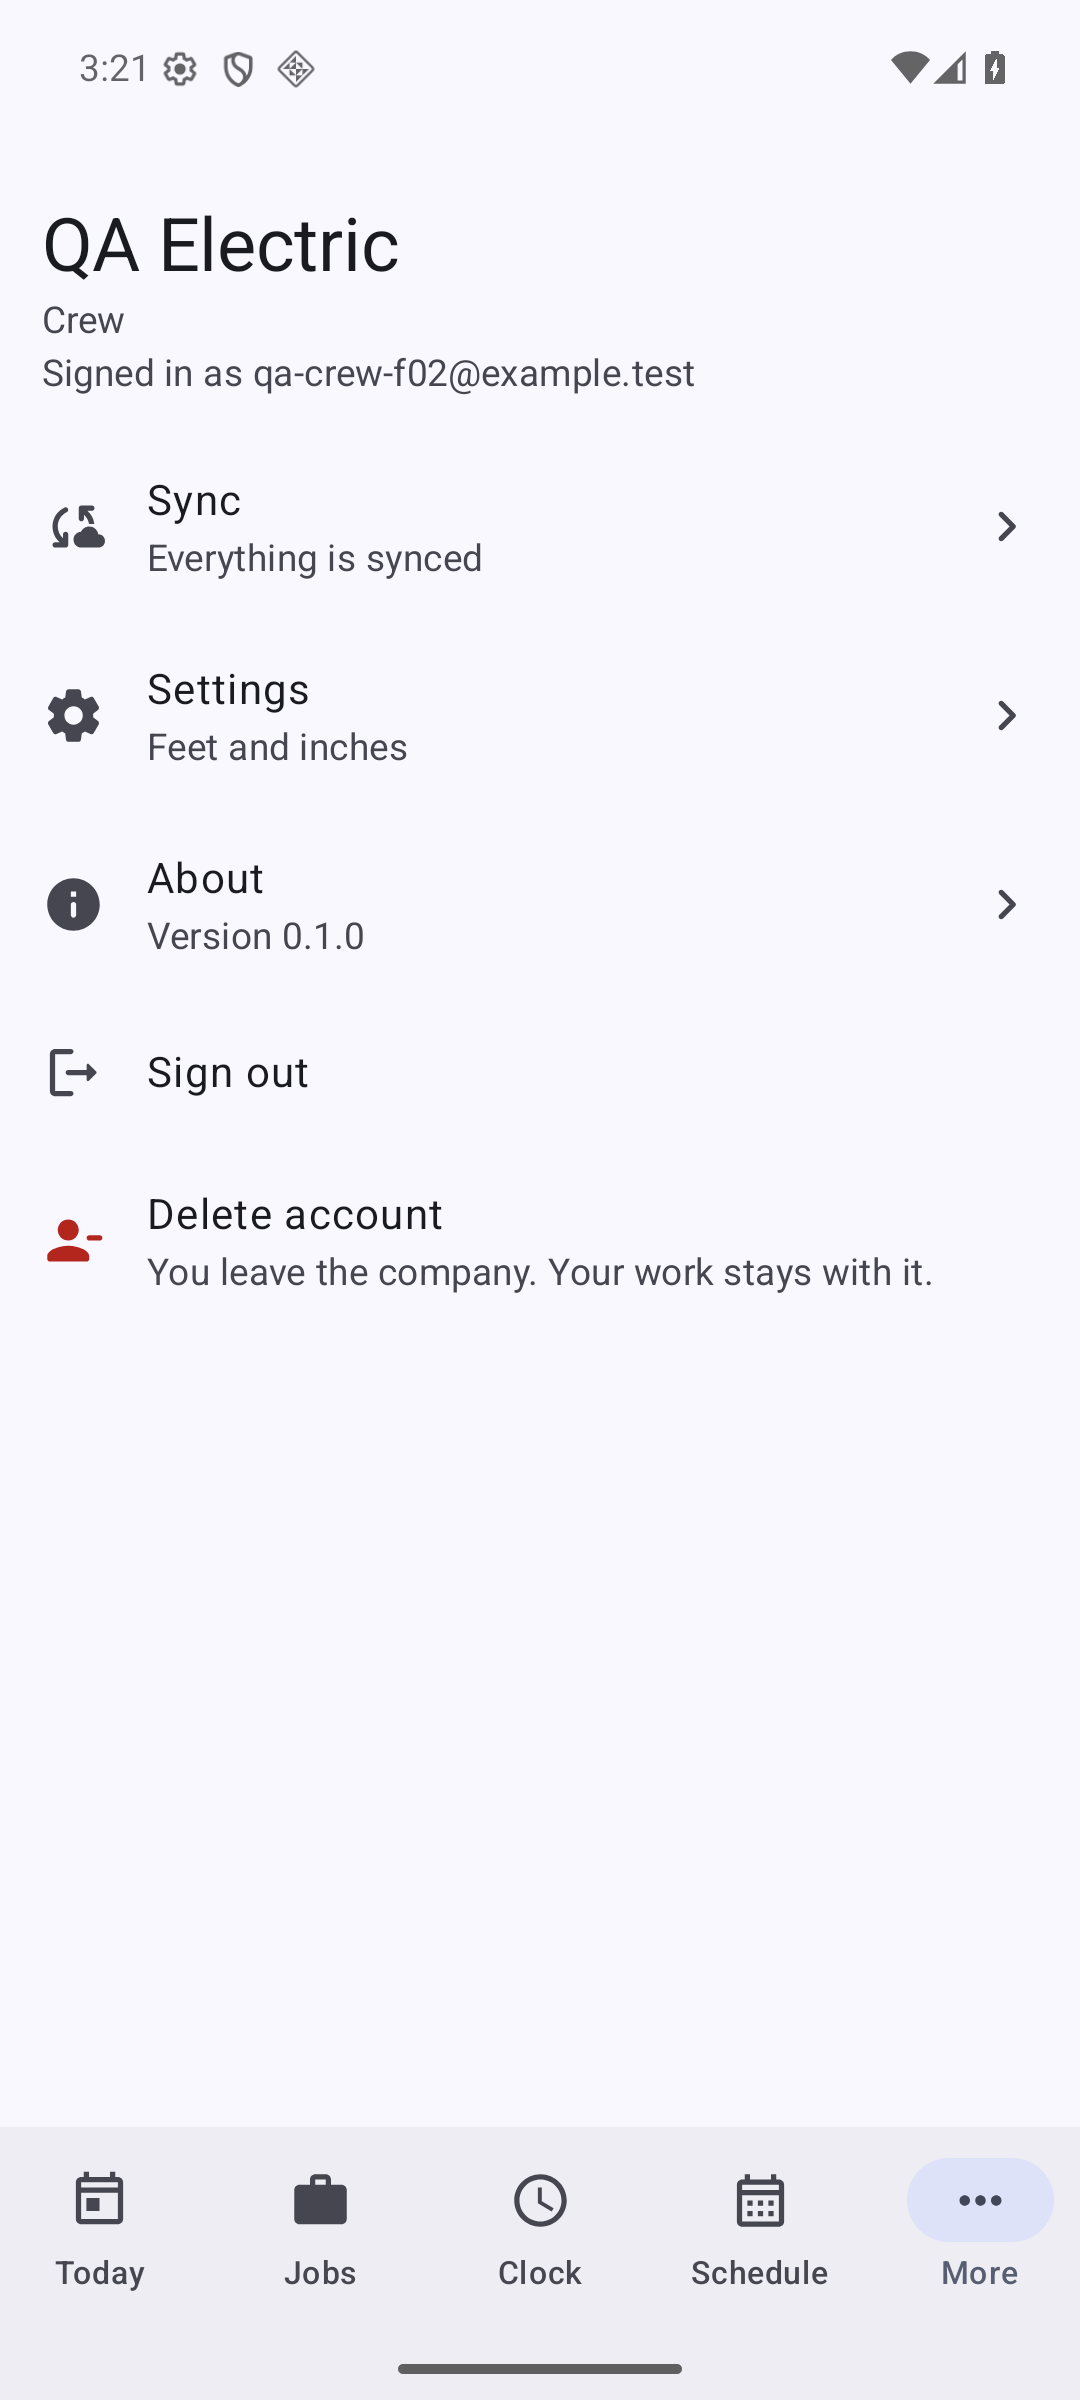 3:21
QA Electric
Crew
Signed in as qa-crew-f02@example.test
Sync
Everything is synced
Settings
Feet and inches
About
Version 0.1.0
Sign out
Delete account
You leave the company. Your work stays with it.
Today
Jobs
Clock
Schedule
More